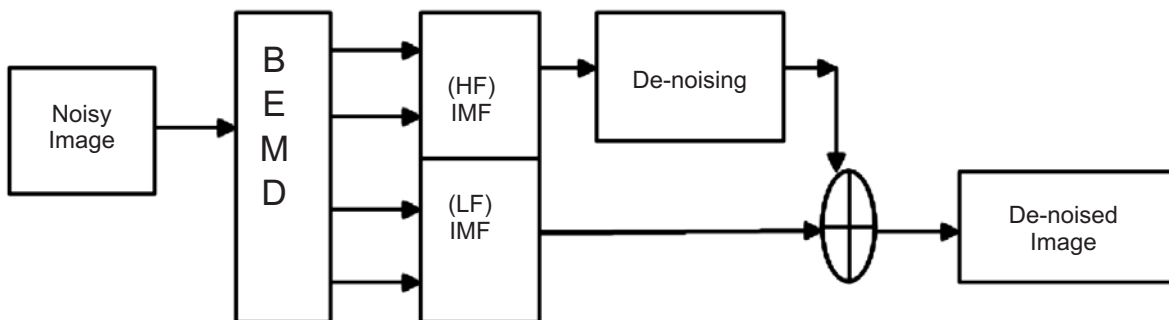 Noisy
Image
B
E
M
D
(HF)
IMF
(LF)
IMF
De-noising
De-noised
Image